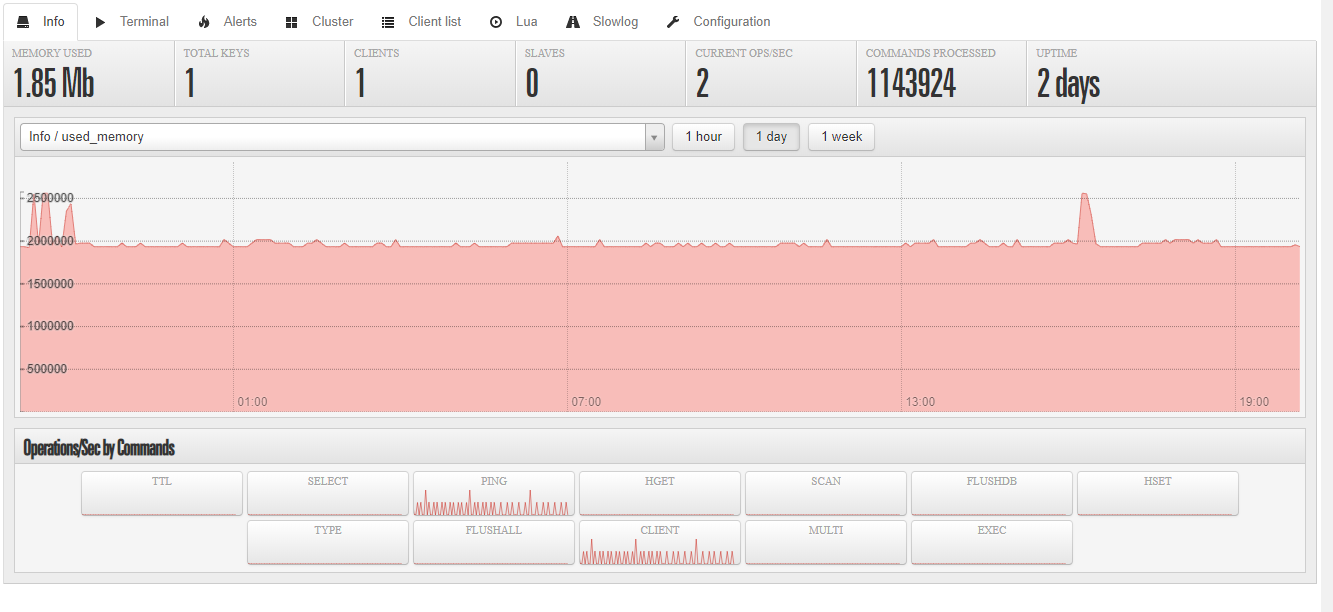 Info Terminal Alerts Cluster Client list Lua Slowlog Configuration
MEMORY USED TOTAL KEYS CLIENTS SLAVES CURRENT OPS/SEC COMMANDS PROCESSED UPTIME
1.85 Mb 1 1 0 2 1143924 2 days
Info / used_memory 1 hour 1 day 1 week
2500000
2000000
1500000
1000000
500000
01:00 07:00 13:00 19:00
Operations/Sec by Commands
TTL SELECT PING HGET SCAN FLUSHDB HSET
TYPE FLUSHALL CLIENT MULTI EXEC